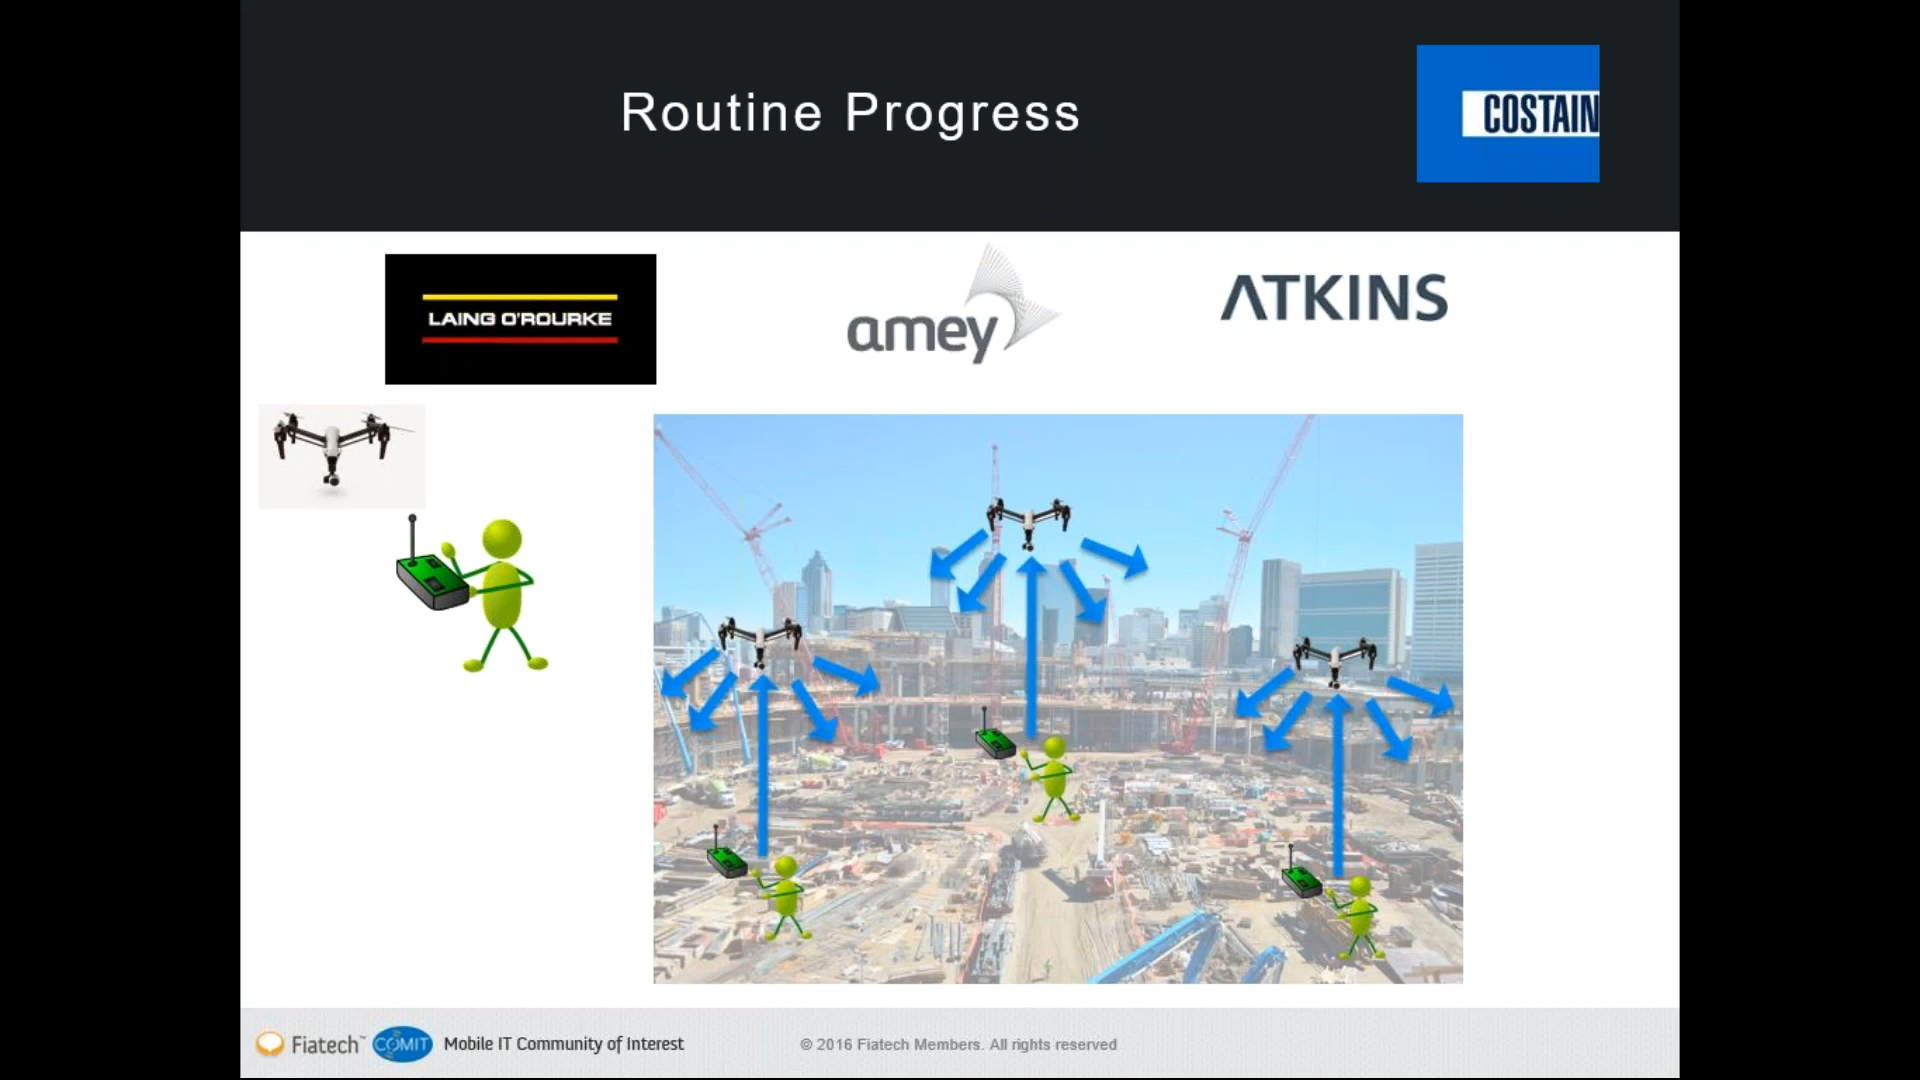 Routine Progress
COSTAIN
LAING O'ROURKE
amey
ATKINS
Fiatech™ COMIT Mobile IT Community of Interest
© 2016 Fiatech Members. All rights reserved